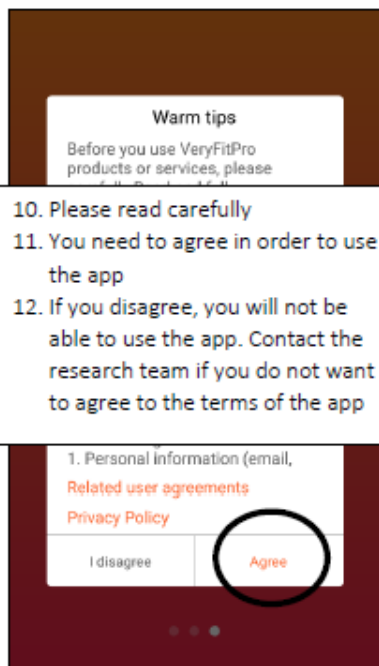 Warm tips
Before you use VeryFitPro
products or services, please
10. Please read carefully
11. You need to agree in order to use
the app
12. If you disagree, you will not be
able to use the app. Contact the
research team if you do not want
to agree to the terms of the app
1. Personal information (email,
Related user agreements
Privacy Policy
I disagree
Agree